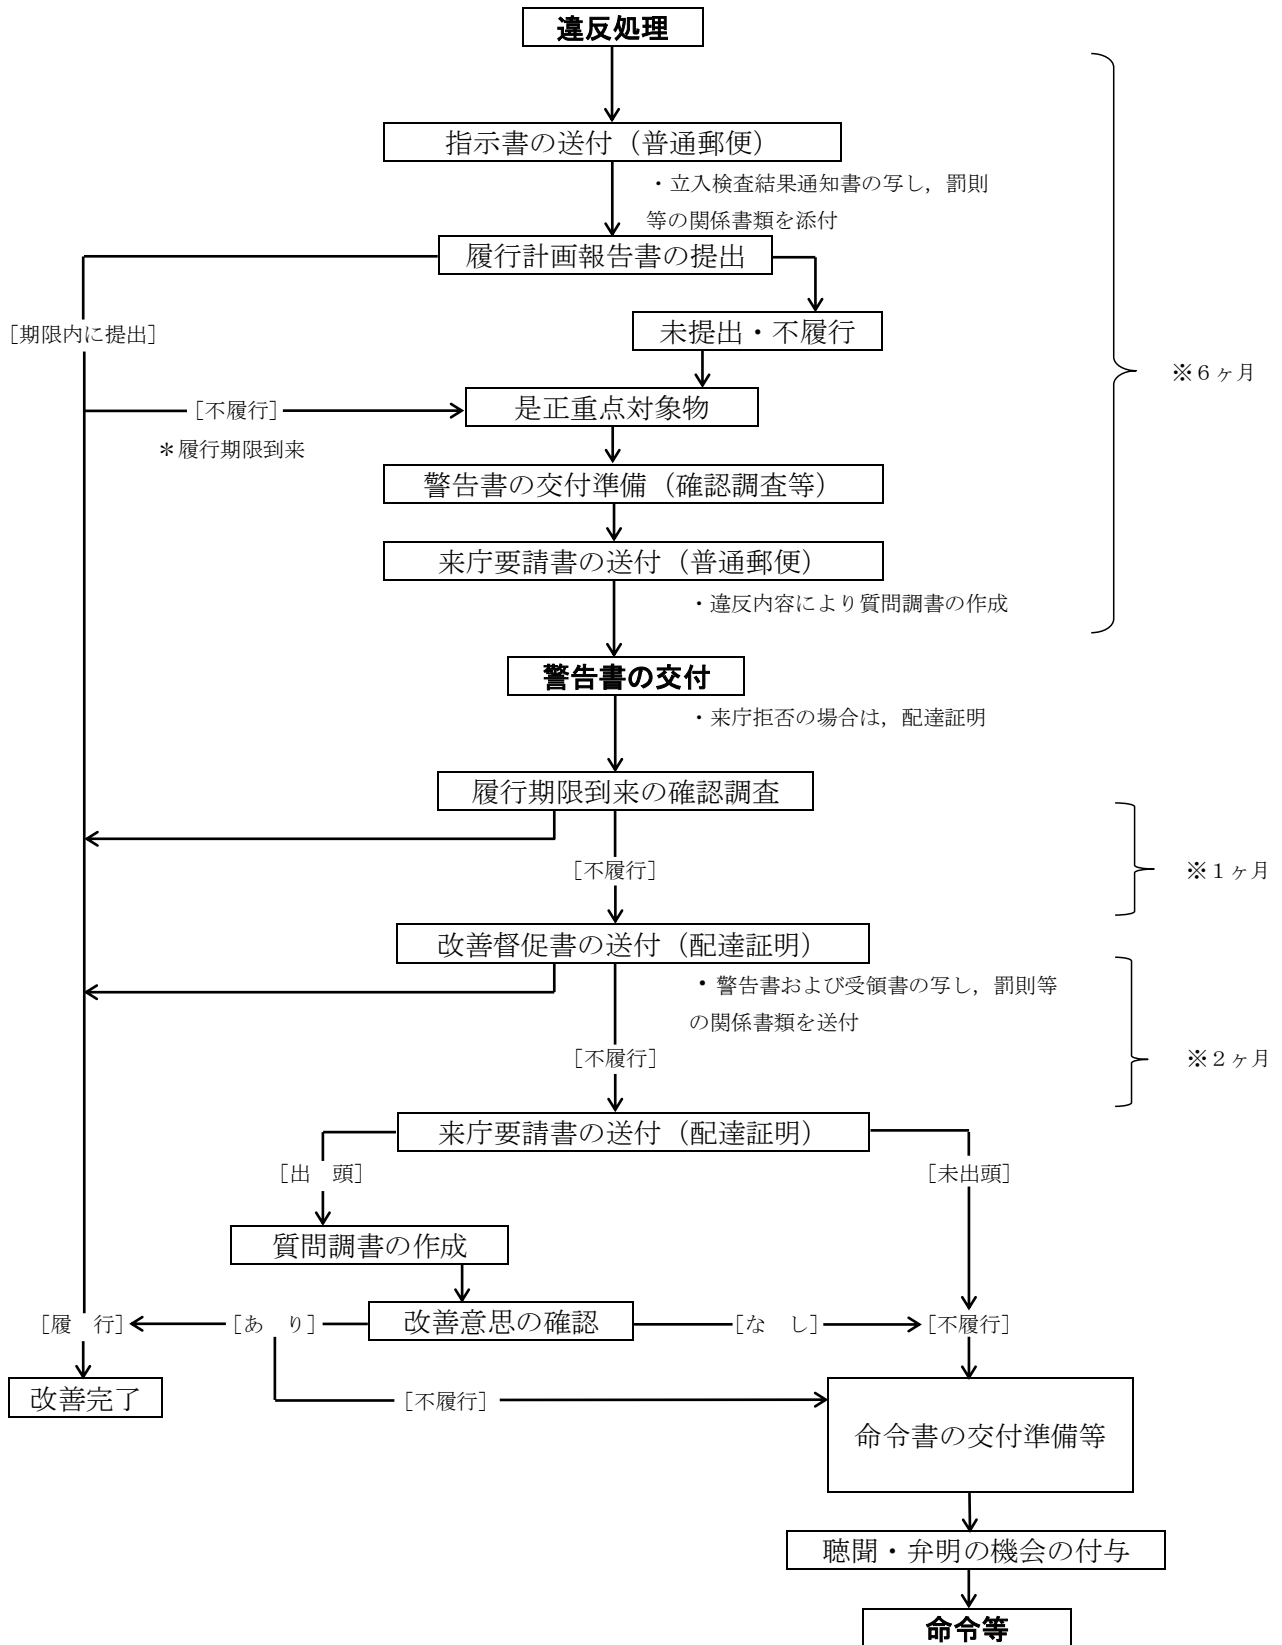 違反処理
指示書の送付（普通郵便）
・立入検査結果通知書の写し，罰則
等の関係書類を添付
履行計画報告書の提出
［期限内に提出］
未提出・不履行
※６ヶ月
［不履行］
是正重点対象物
＊履行期限到来
警告書の交付準備（確認調査等）
来庁要請書の送付（普通郵便）
・違反内容により質問調書の作成
警告書の交付
・来庁拒否の場合は，配達証明
履行期限到来の確認調査
［不履行］
※１ヶ月
改善督促書の送付（配達証明）
・警告書および受領書の写し，罰則等
の関係書類を送付
［不履行］
※２ヶ月
来庁要請書の送付（配達証明）
［出　頭］
［未出頭］
質問調書の作成
［履　行］
［あ　り］
改善意思の確認
［な　し］
［不履行］
改善完了
［不履行］
命令書の交付準備等
聴聞・弁明の機会の付与
命令等